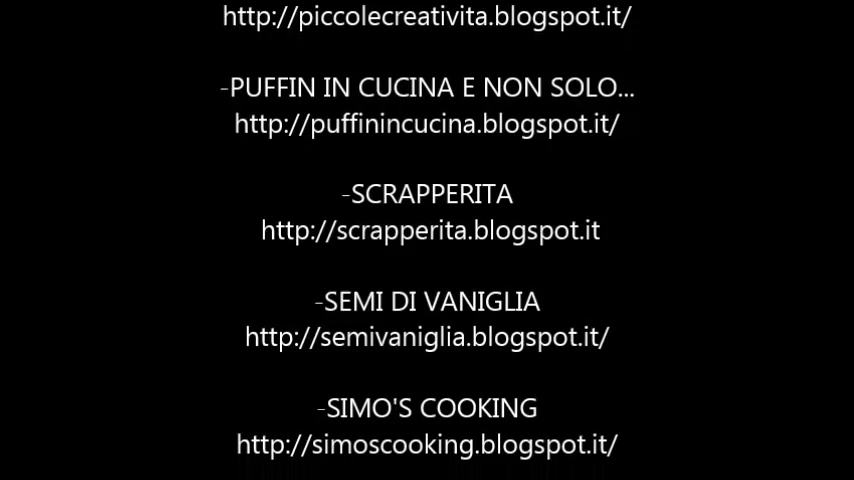 http://piccolecreativita.blogspot.it/
-PUFFIN IN CUCINA E NON SOLO...
http://puffinincucina.blogspot.it/
-SCRAPPERITA
http://scrapperita.blogspot.it
-SEMI DI VANIGLIA
http://semivaniglia.blogspot.it/
-SIMO'S COOKING
http://simoscooking.blogspot.it/